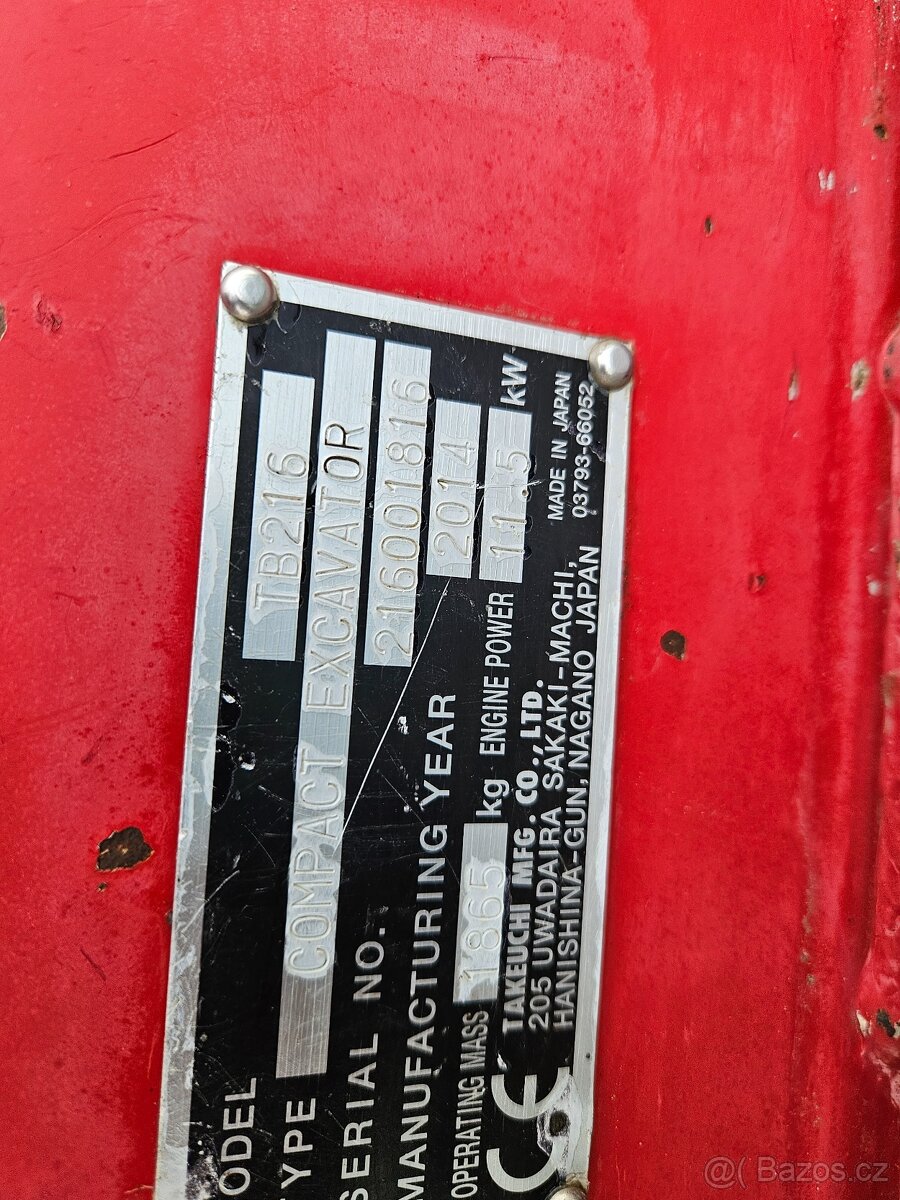 ODEL TB216
TYPE COMPACT EXCAVATOR
SERIAL NO. 216001816
MANUFACTURING YEAR 2014
OPERATING MASS 1865 kg ENGINE POWER 11.5 kW
CE TAKEUCHI MFG. CO., LTD.
205 UWADAIRA SAKAKI-MACHI, MADE IN JAPAN
HANISHINA-GUN, NAGANO JAPAN 03793-66052
@( Bazos.cz